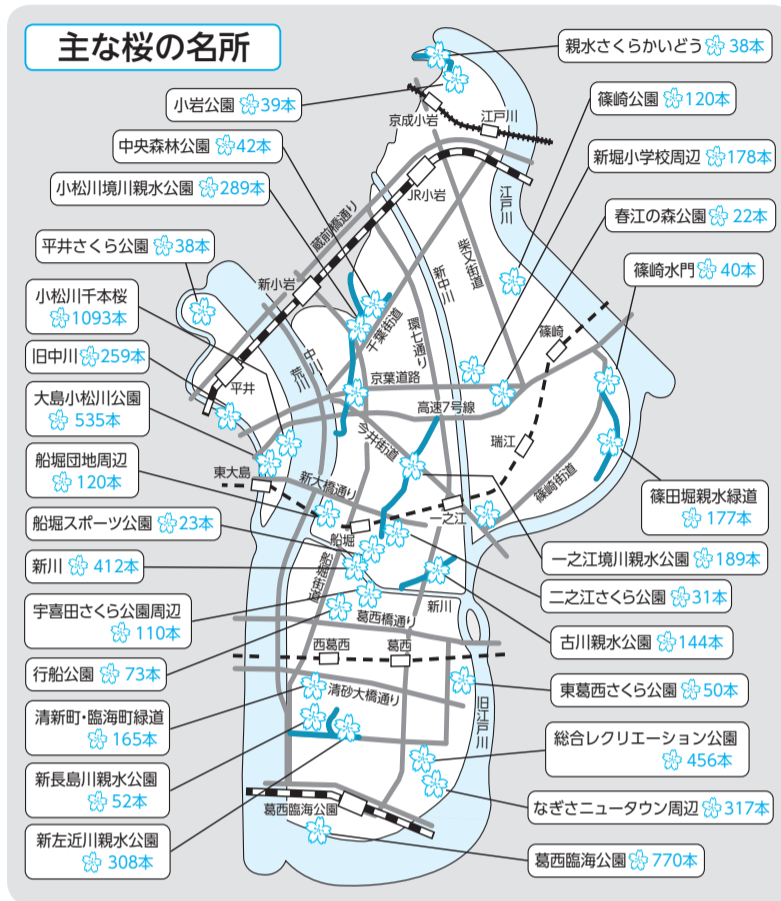 主な桜の名所
親水さくらかいどう 38本
小岩公園 39本
篠崎公園 120本
中央森林公園 42本
新堀小学校周辺 178本
小松川境川親水公園 289本
春江の森公園 22本
平井さくら公園 38本
篠崎水門 40本
小松川千本桜
1093本
旧中川 259本
大島小松川公園
535本
船堀団地周辺
120本
篠田堀親水緑道
177本
船堀スポーツ公園 23本
一之江境川親水公園 189本
新川 412本
二之江さくら公園 31本
宇喜田さくら公園周辺
110本
古川親水公園 144本
行船公園 73本
東葛西さくら公園 50本
清新町・臨海町緑道
165本
総合レクリエーション公園
456本
新長島川親水公園
52本
なぎさニュータウン周辺 317本
新左近川親水公園
308本
葛西臨海公園 770本
京成小岩
江戸川
JR小岩
江戸川
蔵前橋通り
新小岩
柴又街道
新中川
環七通り
千葉街道
篠崎
中川
荒川
平井
京葉道路
高速7号線
今井街道
瑞江
東大島
新大橋通り
篠崎街道
一之江
船堀
船堀街道
新川
葛西橋通り
西葛西
葛西
清砂大橋通り
旧江戸川
葛西臨海公園